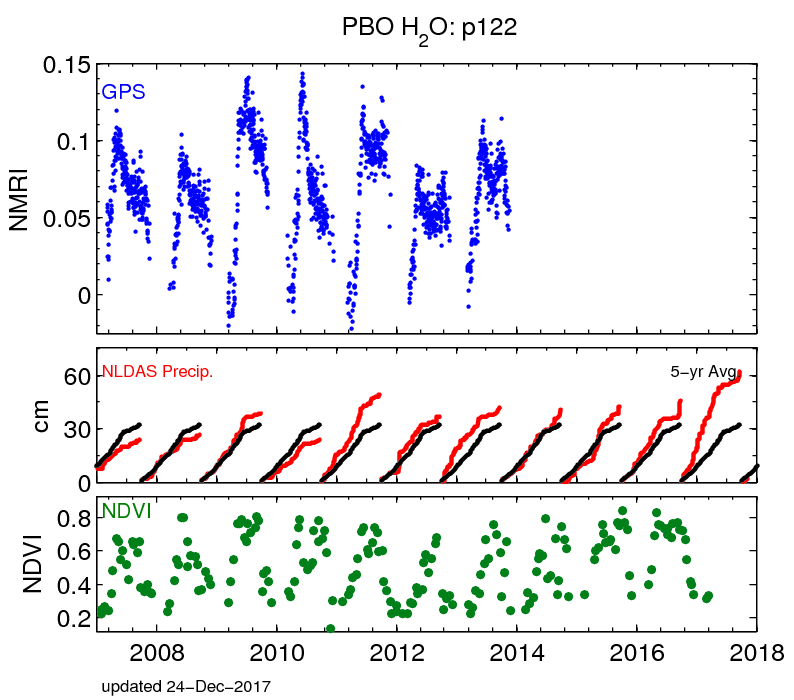 PBO H2O: p122
0.15
GPS
0.1
0.05
0
NMRI
NLDAS Precip.
5-yr Avg.
60
30
0
cm
NDVI
0.8
0.6
0.4
0.2
NDVI
2008 2010 2012 2014 2016 2018
updated 24-Dec-2017